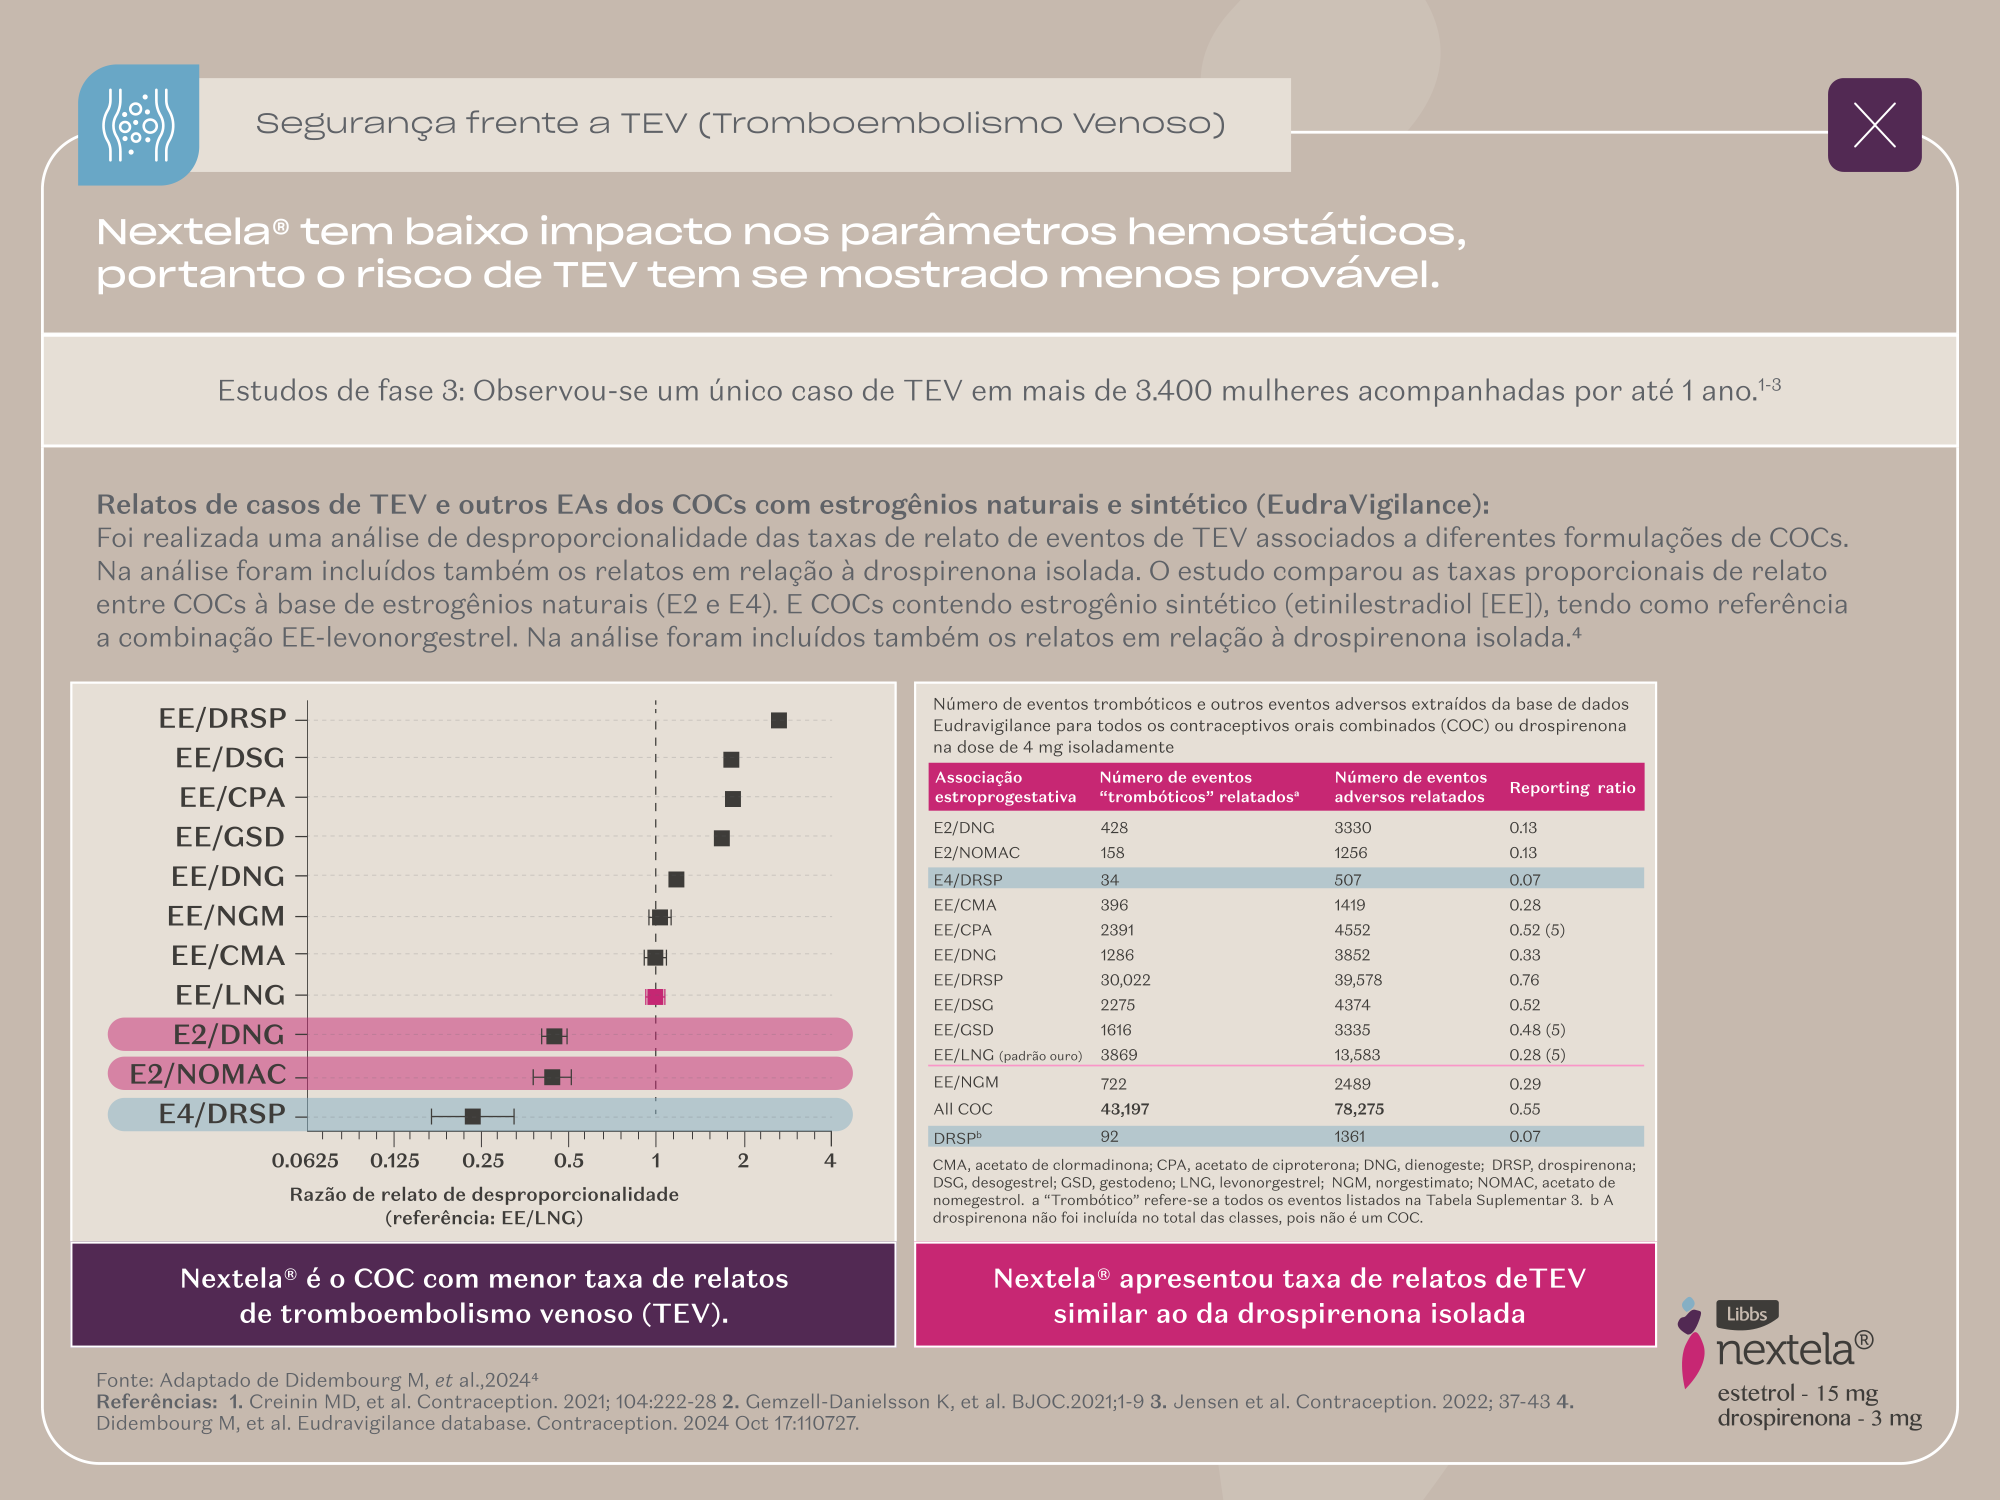 Segurança frente a TEV (Tromboembolismo Venoso)
Nextela® tem baixo impacto nos parâmetros hemostáticos,
portanto o risco de TEV tem se mostrado menos provável.
Estudos de fase 3: Observou-se um único caso de TEV em mais de 3.400 mulheres acompanhadas por até 1 ano.¹⁻³
Relatos de casos de TEV e outros EAs dos COCs com estrogênios naturais e sintético (EudraVigilance):
Foi realizada uma análise de desproporcionalidade das taxas de relato de eventos de TEV associados a diferentes formulações de COCs.
Na análise foram incluídos também os relatos em relação à drospirenona isolada. O estudo comparou as taxas proporcionais de relato
entre COCs à base de estrogênios naturais (E2 e E4). E COCs contendo estrogênio sintético (etinilestradiol [EE]), tendo como referência
a combinação EE-levonorgestrel. Na análise foram incluídos também os relatos em relação à drospirenona isolada.⁴
EE/DRSP
EE/DSG
EE/CPA
EE/GSD
EE/DNG
EE/NGM
EE/CMA
EE/LNG
E2/DNG
E2/NOMAC
E4/DRSP
0.0625 0.125 0.25 0.5 1 2 4
Razão de relato de desproporcionalidade
(referência: EE/LNG)
Nextela® é o COC com menor taxa de relatos
de tromboembolismo venoso (TEV).
Número de eventos trombóticos e outros eventos adversos extraídos da base de dados
Eudravigilance para todos os contraceptivos orais combinados (COC) ou drospirenona
na dose de 4 mg isoladamente
Associação estroprogestativa Número de eventos “trombóticos” relatadosª Número de eventos adversos relatados Reporting ratio
E2/DNG 428 3330 0.13
E2/NOMAC 158 1256 0.13
E4/DRSP 34 507 0.07
EE/CMA 396 1419 0.28
EE/CPA 2391 4552 0.52 (5)
EE/DNG 1286 3852 0.33
EE/DRSP 30,022 39,578 0.76
EE/DSG 2275 4374 0.52
EE/GSD 1616 3335 0.48 (5)
EE/LNG (padrão ouro) 3869 13,583 0.28 (5)
EE/NGM 722 2489 0.29
All COC 43,197 78,275 0.55
DRSPᵇ 92 1361 0.07
CMA, acetato de clormadinona; CPA, acetato de ciproterona; DNG, dienogeste; DRSP, drospirenona;
DSG, desogestrel; GSD, gestodeno; LNG, levonorgestrel; NGM, norgestimato; NOMAC, acetato de
nomegestrol. a “Trombótico” refere-se a todos os eventos listados na Tabela Suplementar 3. b A
drospirenona não foi incluída no total das classes, pois não é um COC.
Nextela® apresentou taxa de relatos deTEV
similar ao da drospirenona isolada
Fonte: Adaptado de Didembourg M, et al.,2024⁴
Referências: 1. Creinin MD, et al. Contraception. 2021; 104:222-28 2. Gemzell-Danielsson K, et al. BJOC.2021;1-9 3. Jensen et al. Contraception. 2022; 37-43 4.
Didembourg M, et al. Eudravigilance database. Contraception. 2024 Oct 17:110727.
Libbs
nextela®
estetrol - 15 mg
drospirenona - 3 mg